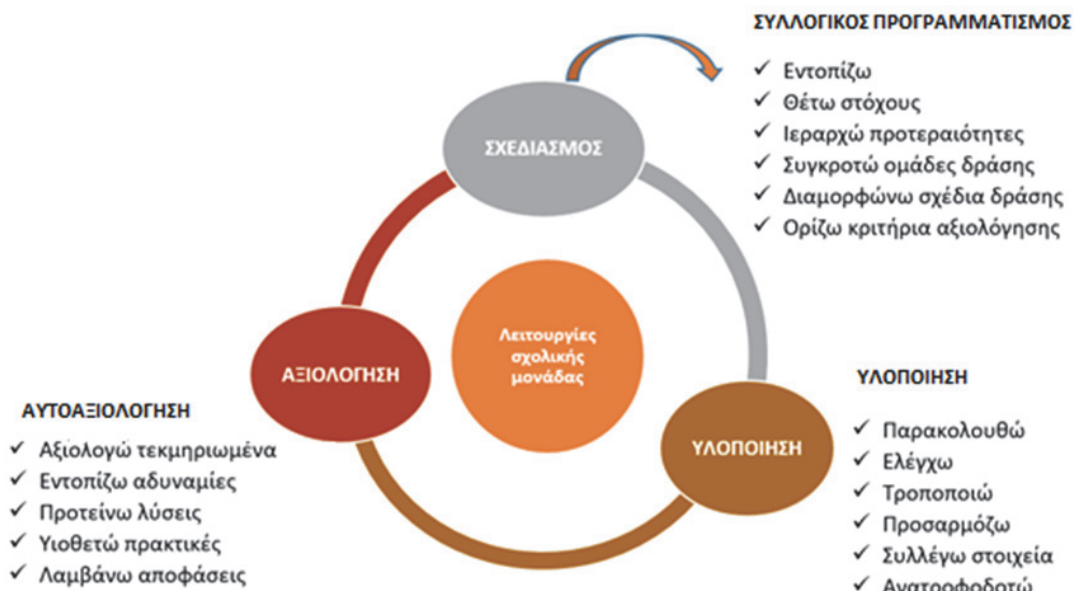 ΣΥΛΛΟΓΙΚΟΣ ΠΡΟΓΡΑΜΜΑΤΙΣΜΟΣ
✓ Εντοπίζω
✓ Θέτω στόχους
✓ Ιεραρχώ προτεραιότητες
✓ Συγκροτώ ομάδες δράσης
✓ Διαμορφώνω σχέδια δράσης
✓ Ορίζω κριτήρια αξιολόγησης
ΣΧΕΔΙΑΣΜΟΣ
Λειτουργίες
σχολικής
μονάδας
ΑΞΙΟΛΟΓΗΣΗ
ΥΛΟΠΟΙΗΣΗ
ΥΛΟΠΟΙΗΣΗ
✓ Παρακολουθώ
✓ Ελέγχω
✓ Τροποποιώ
✓ Προσαρμόζω
✓ Συλλέγω στοιχεία
✓ Ανατροφοδοτώ
ΑΥΤΟΑΞΙΟΛΟΓΗΣΗ
✓ Αξιολογώ τεκμηριωμένα
✓ Εντοπίζω αδυναμίες
✓ Προτείνω λύσεις
✓ Υιοθετώ πρακτικές
✓ Λαμβάνω αποφάσεις